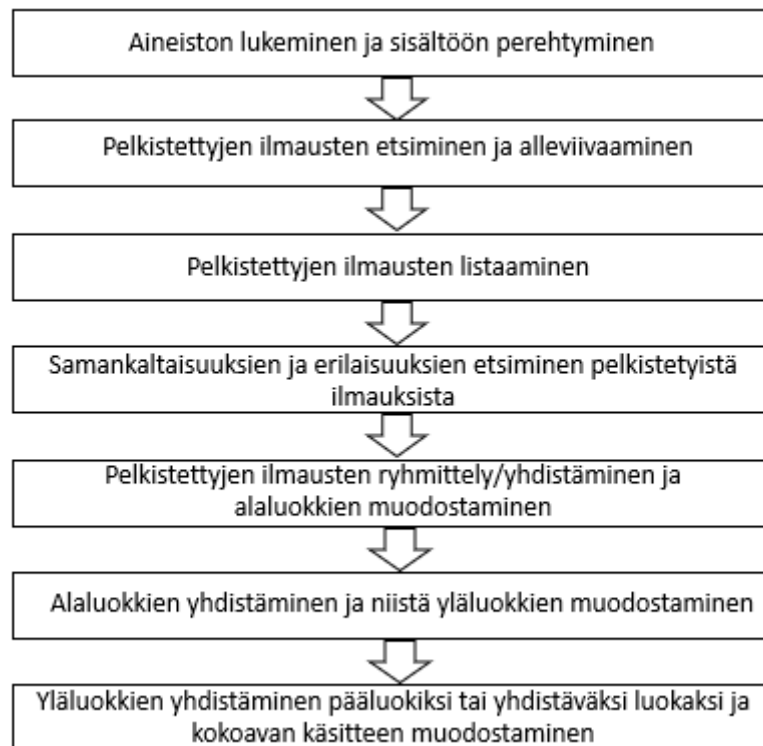 Aineiston lukeminen ja sisältöön perehtyminen
Pelkistettyjen ilmausten etsiminen ja alleviivaaminen
Pelkistettyjen ilmausten listaaminen
Samankaltaisuuksien ja erilaisuuksien etsiminen pelkistetyistä
ilmauksista
Pelkistettyjen ilmausten ryhmittely/yhdistäminen ja
alaluokkien muodostaminen
Alaluokkien yhdistäminen ja niistä yläluokkien muodostaminen
Yläluokkien yhdistäminen pääluokiksi tai yhdistäväksi luokaksi ja
kokoavan käsitteen muodostaminen